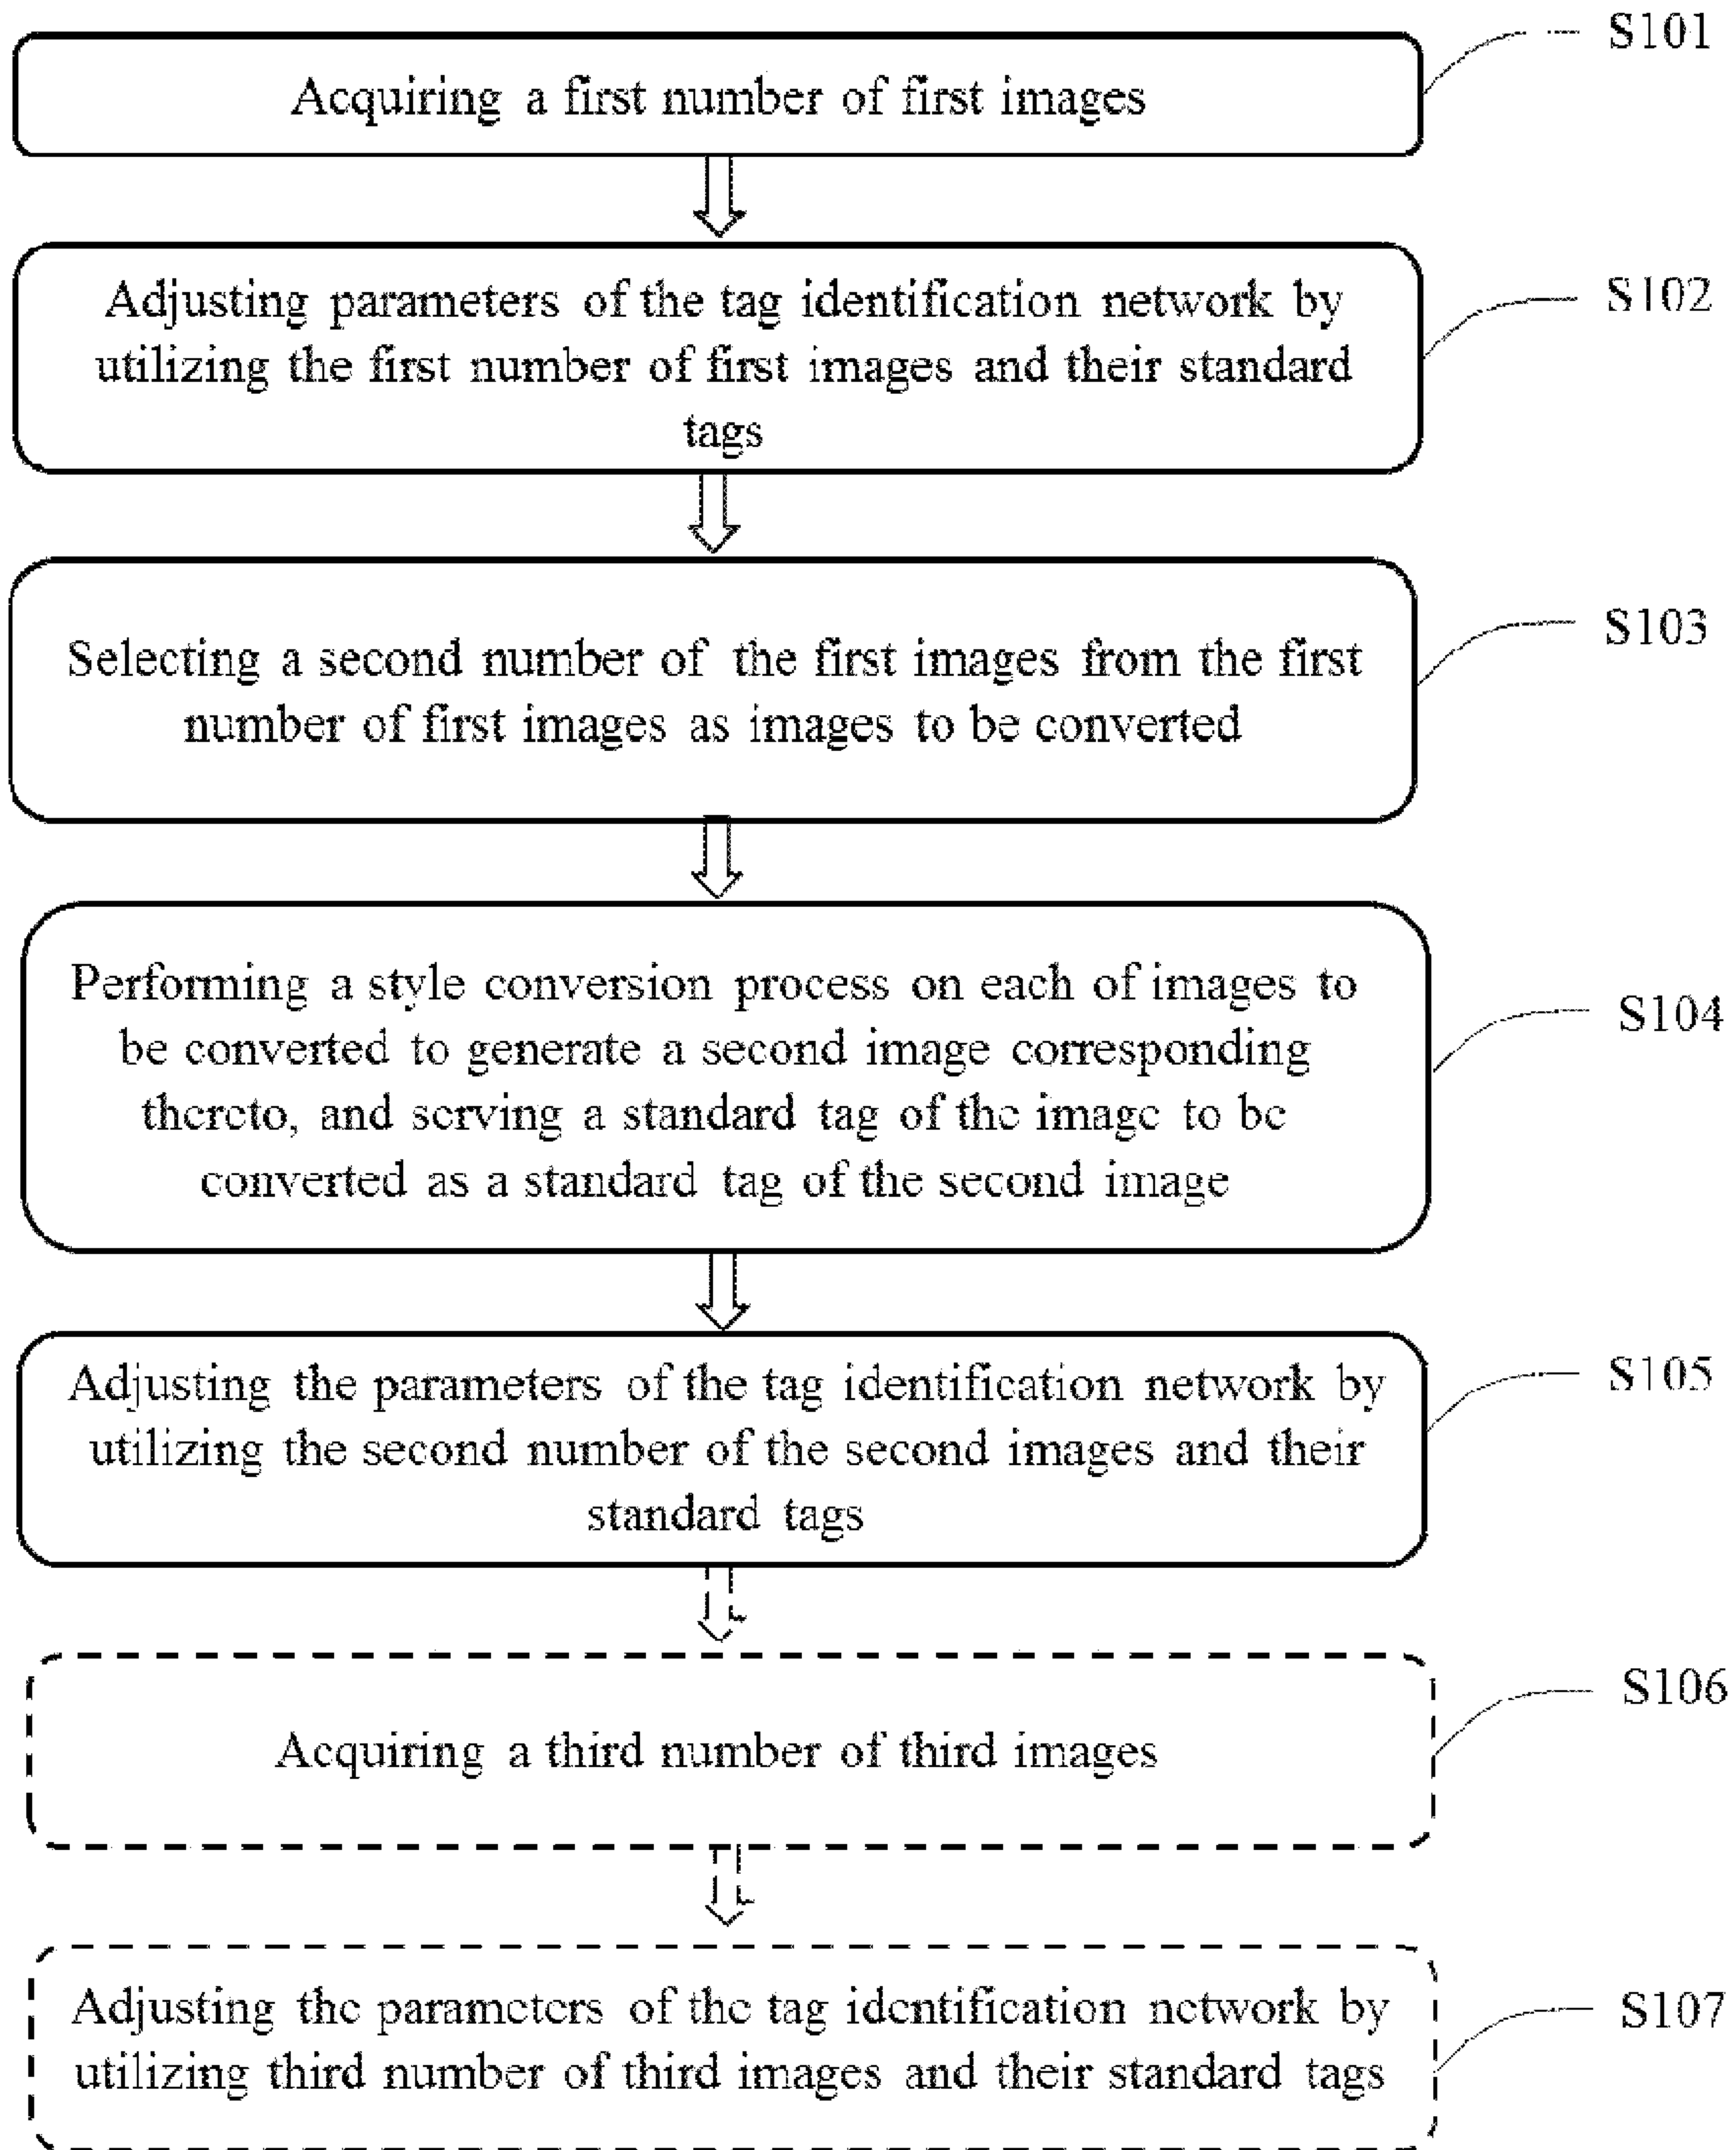 S101
Acquiring a first number of first images
S102
Adjusting parameters of the tag identification network by
utilizing the first number of first images and their standard
tags
S103
Selecting a second number of the first images from the first
number of first images as images to be converted
S104
Performing a style conversion process on each of images to
be converted to generate a second image corresponding
thereto, and serving a standard tag of the image to be
converted as a standard tag of the second image
S105
Adjusting the parameters of the tag identification network by
utilizing the second number of the second images and their
standard tags
S106
Acquiring a third number of third images
S107
Adjusting the parameters of the tag identification network by
utilizing third number of third images and their standard tags